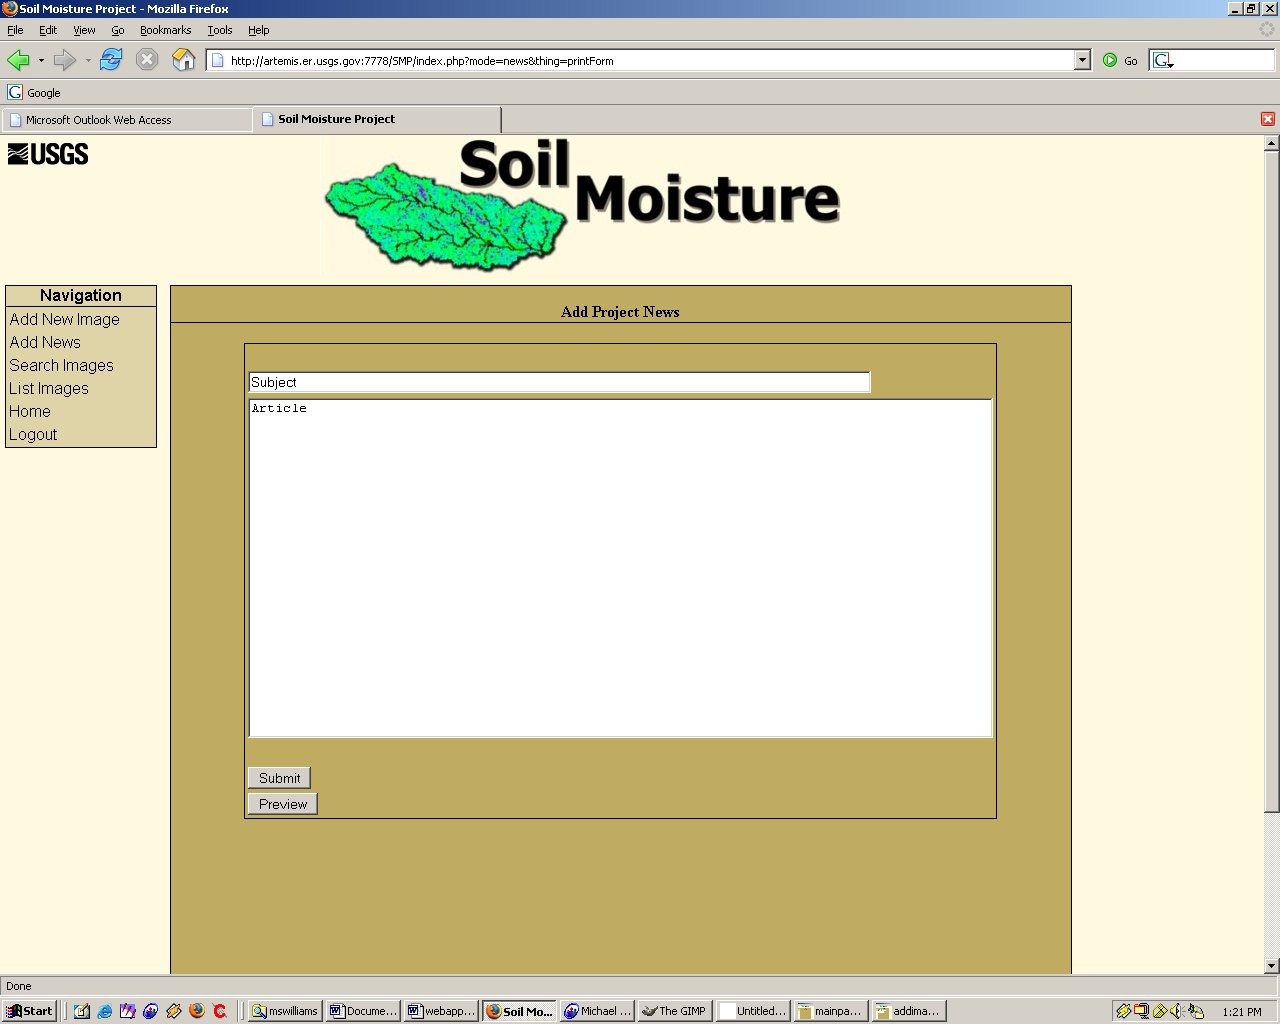 Soil Moisture Project - Mozilla Firefox
File Edit View Go Bookmarks Tools Help
http://artemis.er.usgs.gov:7778/SMP/index.php?mode=news&thing=printForm
Go
G
G Google
Microsoft Outlook Web Access
Soil Moisture Project
USGS
Soil
Moisture
Navigation
Add New Image
Add News
Search Images
List Images
Home
Logout
Add Project News
Subject
Article
Submit
Preview
Done
Start
mswilliams
Docume...
webapp...
Soil Mo...
Michael ...
The GIMP
Untitled...
mainpa...
addima...
1:21 PM